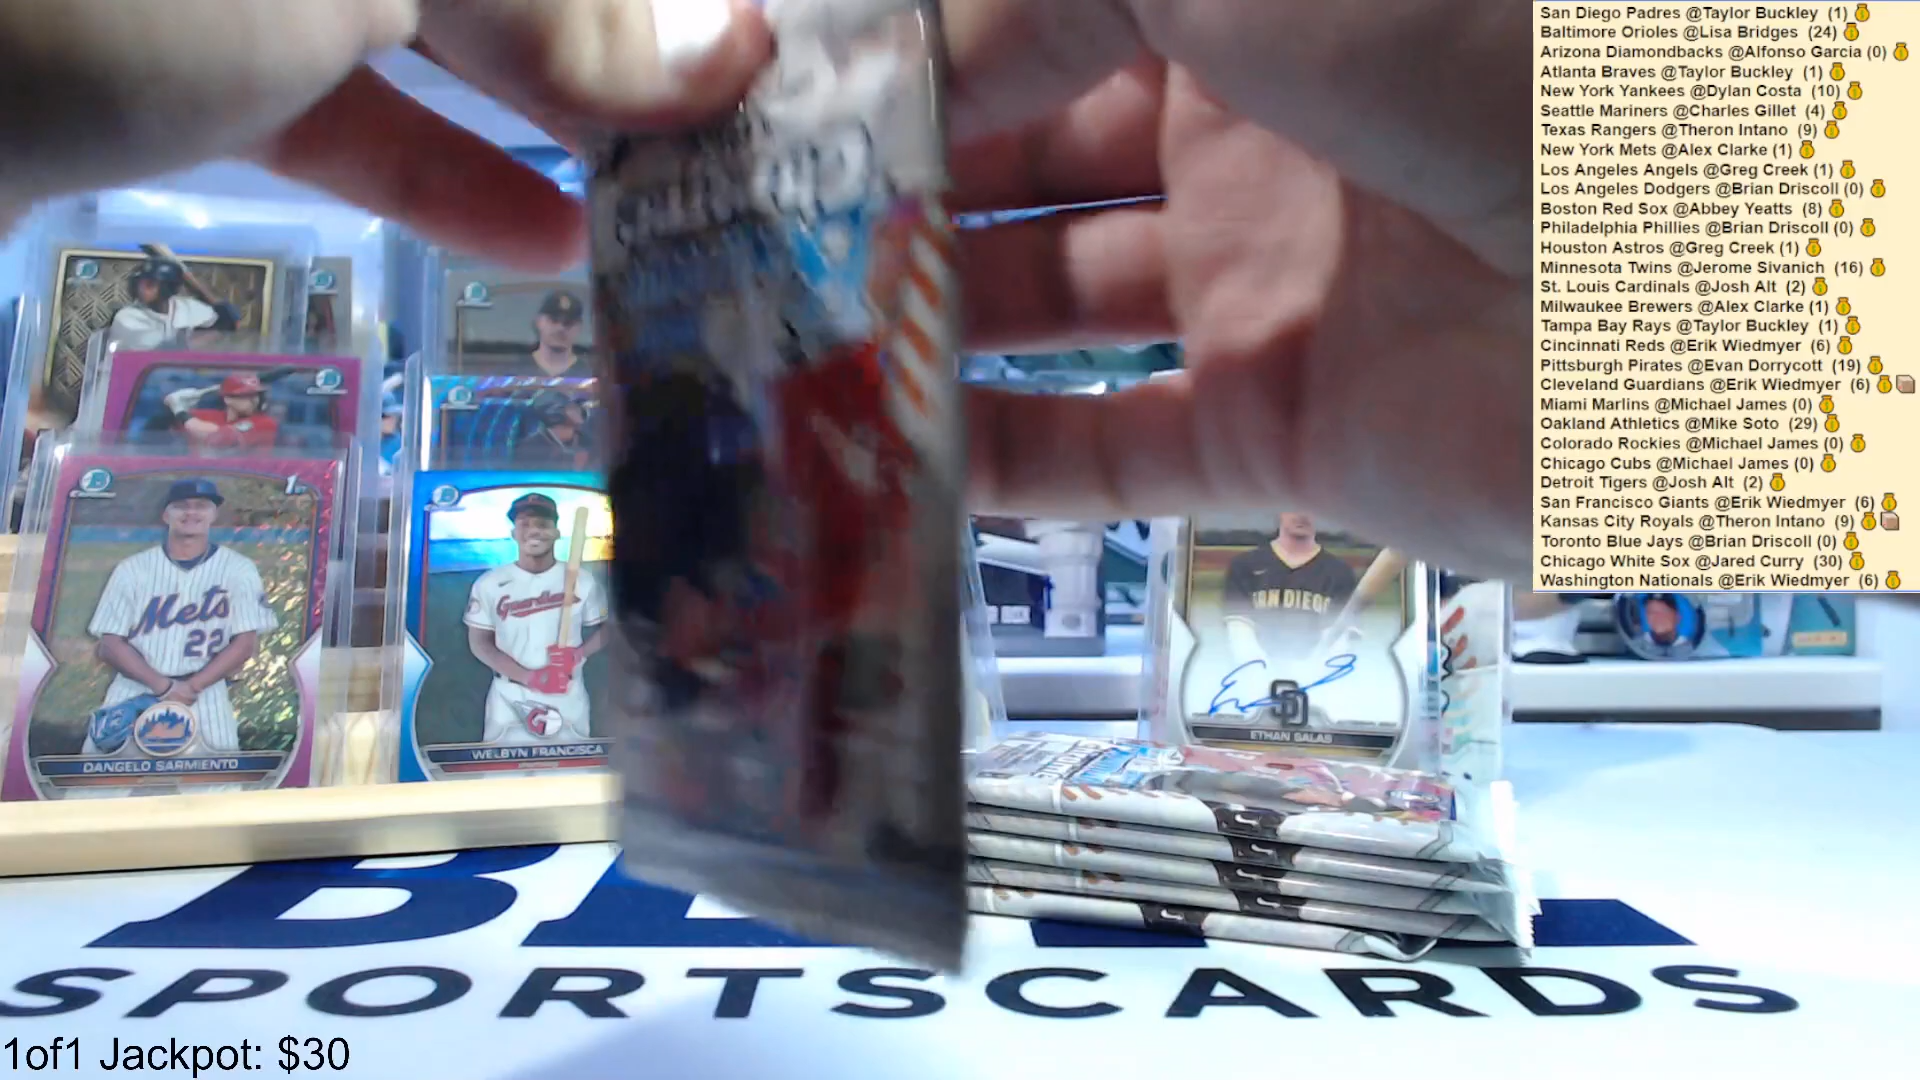 San Diego Padres @Taylor Buckley (1)
Baltimore Orioles @Lisa Bridges (24)
Arizona Diamondbacks @Alfonso Garcia (0)
Atlanta Braves @Taylor Buckley (1)
New York Yankees @Dylan Costa (10)
Seattle Mariners @Charles Gillet (4)
Texas Rangers @Theron Intano (9)
New York Mets @Alex Clarke (1)
Los Angeles Angels @Greg Creek (1)
Los Angeles Dodgers @Brian Driscoll (0)
Boston Red Sox @Abbey Yeatts (8)
Philadelphia Phillies @Brian Driscoll (0)
Houston Astros @Greg Creek (1)
Minnesota Twins @Jerome Sivanich (16)
St. Louis Cardinals @Josh Alt (2)
Milwaukee Brewers @Alex Clarke (1)
Tampa Bay Rays @Taylor Buckley (1)
Cincinnati Reds @Erik Wiedmyer (6)
Pittsburgh Pirates @Evan Dorrycott (19)
Cleveland Guardians @Erik Wiedmyer (6)
Miami Marlins @Michael James (0)
Oakland Athletics @Mike Soto (29)
Colorado Rockies @Michael James (0)
Chicago Cubs @Michael James (0)
Detroit Tigers @Josh Alt (2)
San Francisco Giants @Erik Wiedmyer (6)
Kansas City Royals @Theron Intano (9)
Toronto Blue Jays @Brian Driscoll (0)
Chicago White Sox @Jared Curry (30)
Washington Nationals @Erik Wiedmyer (6)
1st
Mets
22
DANGELO SARMIENTO
Guardians
WELBYN FRANCISCA
SAN DIEGO
SD
ETHAN SALAS
SPORTSCARDS
1of1 Jackpot: $30